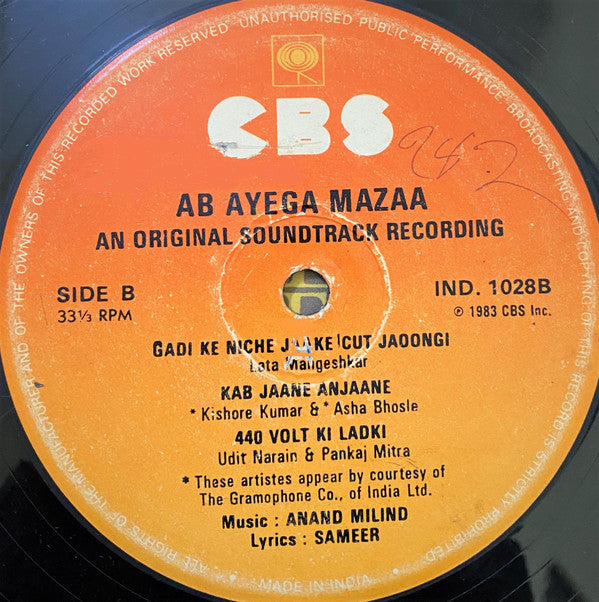 CBS
AB AYEGA MAZAA
AN ORIGINAL SOUNDTRACK RECORDING
SIDE B
33⅓ RPM
IND. 1028B
℗ 1983 CBS Inc.
GADI KE NICHE JAAKE CUT JAOONGI
Lata Mangeshkar
KAB JAANE ANJAANE
* Kishore Kumar & * Asha Bhosle
440 VOLT KI LADKI
Udit Narain & Pankaj Mitra
* These artistes appear by courtesy of
The Gramophone Co., of India Ltd.
Music : ANAND MILIND
Lyrics : SAMEER
ALL RIGHTS OF THE MANUFACTURER AND OF THE OWNERS OF THIS RECORDED WORK RESERVED UNAUTHORISED PUBLIC PERFORMANCE BROADCASTING AND COPYING OF THIS RECORD IS STRICTLY PROHIBITED
MADE IN INDIA